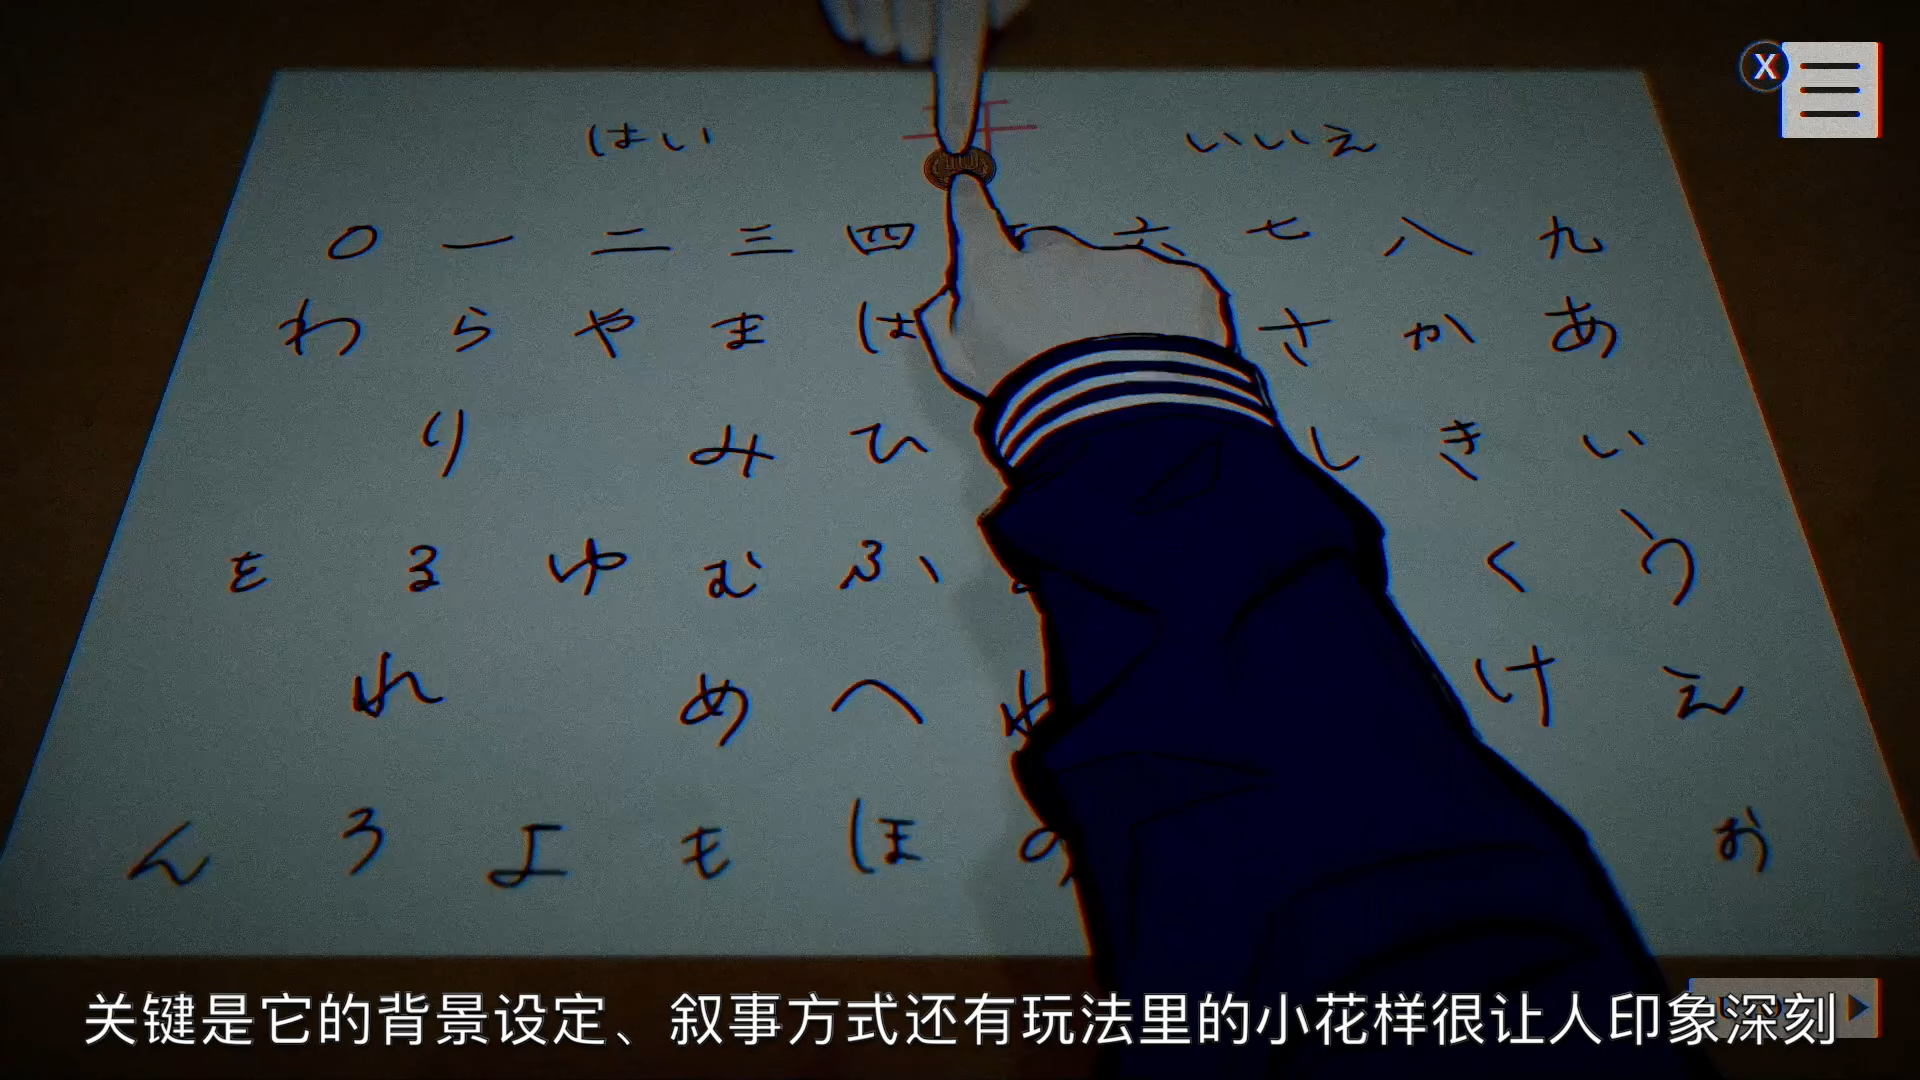 X
はい いいえ
〇 一 二 三 四 六 七 八 九
わ ら や ま は さ か あ
り み ひ し き い
を る ゆ む ふ く う
れ め へ け え
ん ろ よ も ほ の お
关键是它的背景设定、叙事方式还有玩法里的小花样很让人印象深刻